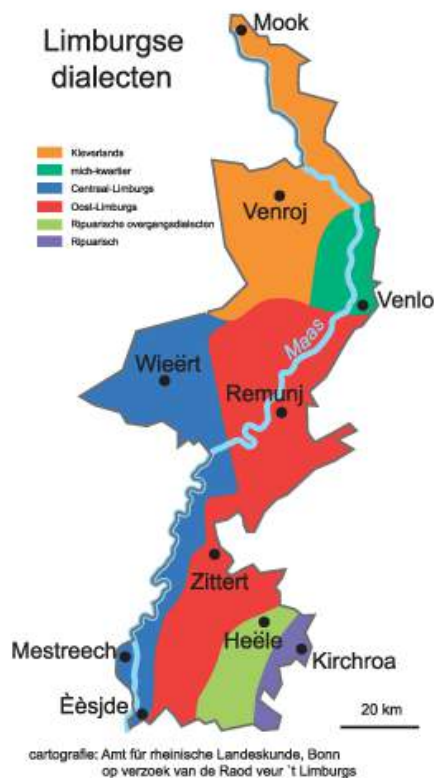 Limburgse
dialecten
Kleverlands
mich-kwartier
Centraal-Limburgs
Oost-Limburgs
Ripuarische overgangsdialecten
Ripuarisch
Mook
Venroj
Venlo
Maas
Wieërt
Remunj
Zittert
Heële
Mestreech
Kirchroa
Èèsjde
20 km
cartografie: Amt für rheinische Landeskunde, Bonn
op verzoek van de Raod veur `t Limburgs